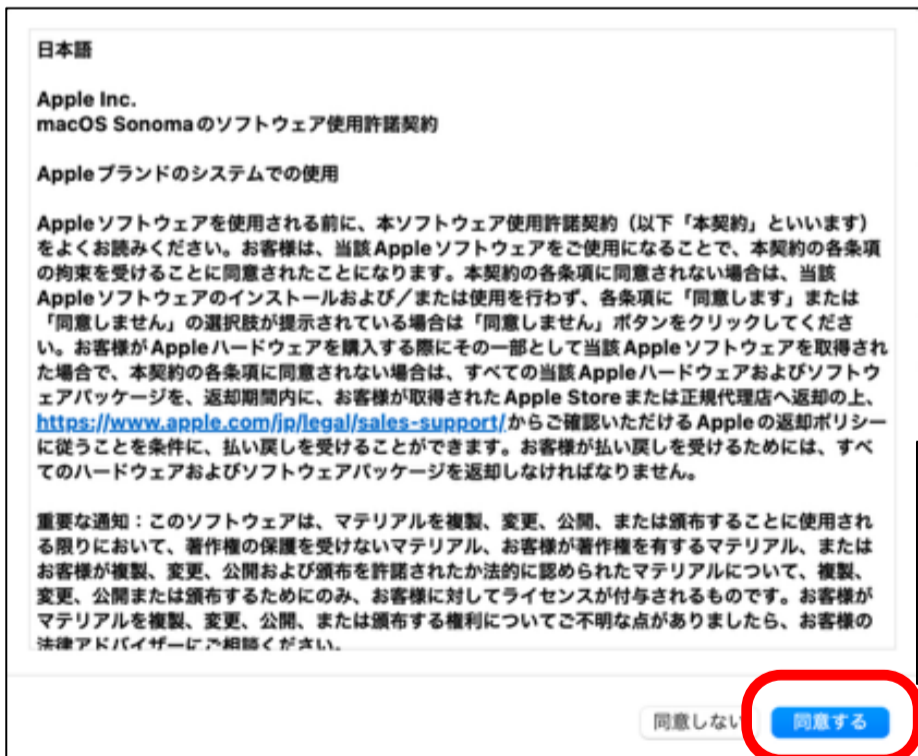 日本語
Apple Inc.
macOS Sonomaのソフトウェア使用許諾契約
Appleブランドのシステムでの使用
Appleソフトウェアを使用される前に、本ソフトウェア使用許諾契約（以下「本契約」といいます）
をよくお読みください。お客様は、当該Appleソフトウェアをご使用になることで、本契約の各条項
の拘束を受けることに同意されたことになります。本契約の各条項に同意されない場合は、当該
Appleソフトウェアのインストールおよび／または使用を行わず、各条項に「同意します」または
「同意しません」の選択肢が提示されている場合は「同意しません」ボタンをクリックしてくださ
い。お客様がAppleハードウェアを購入する際にその一部として当該Appleソフトウェアを取得され
た場合で、本契約の各条項に同意されない場合は、すべての当該Appleハードウェアおよびソフトウ
ェアパッケージを、返却期間内に、お客様が取得されたApple Storeまたは正規代理店へ返却の上、
https://www.apple.com/jp/legal/sales-support/からご確認いただけるAppleの返却ポリシー
に従うことを条件に、払い戻しを受けることができます。お客様が払い戻しを受けるためには、すべ
てのハードウェアおよびソフトウェアパッケージを返却しなければなりません。
重要な通知：このソフトウェアは、マテリアルを複製、変更、公開、または頒布することに使用され
る限りにおいて、著作権の保護を受けないマテリアル、お客様が著作権を有するマテリアル、または
お客様が複製、変更、公開および頒布を許諾されたか法的に認められたマテリアルについて、複製、
変更、公開または頒布するためにのみ、お客様に対してライセンスが付与されるものです。お客様が
マテリアルを複製、変更、公開、または頒布する権利についてご不明な点がありましたら、お客様の
法律アドバイザーにご相談ください。
同意しない 同意する